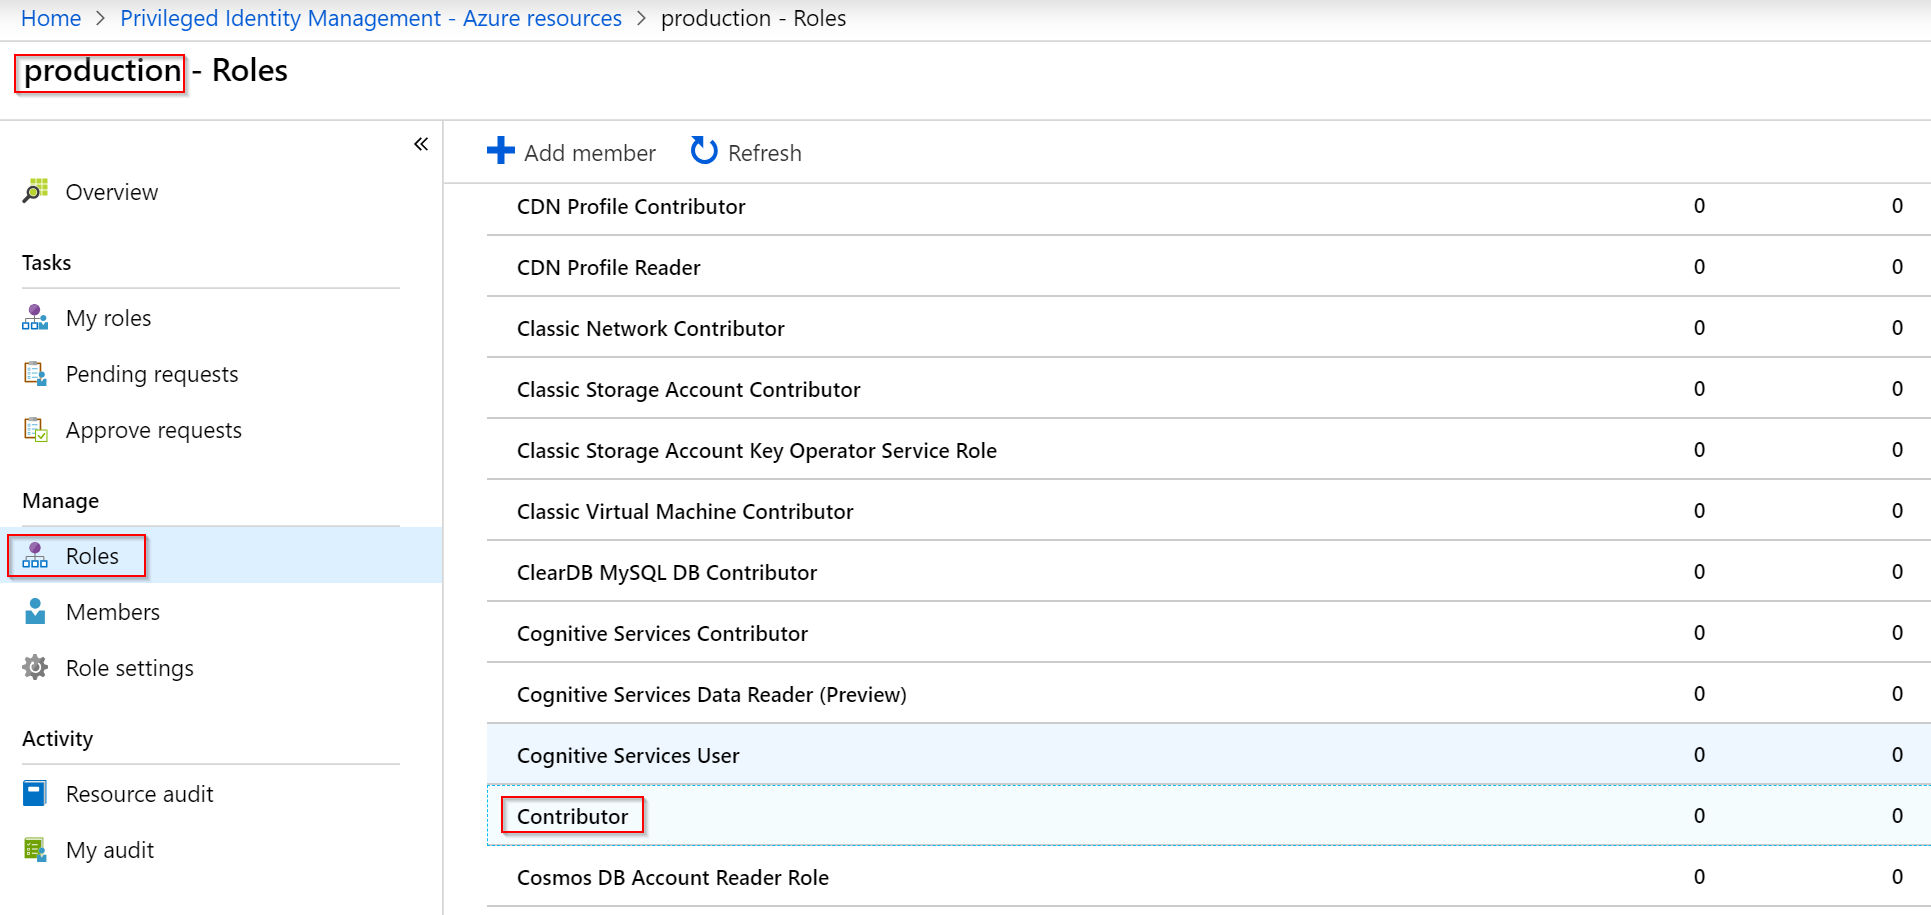 Home > Privileged Identity Management - Azure resources > production - Roles
production - Roles
«
Overview
Tasks
My roles
Pending requests
Approve requests
Manage
Roles
Members
Role settings
Activity
Resource audit
My audit
Add member Refresh
CDN Profile Contributor 0 0
CDN Profile Reader 0 0
Classic Network Contributor 0 0
Classic Storage Account Contributor 0 0
Classic Storage Account Key Operator Service Role 0 0
Classic Virtual Machine Contributor 0 0
ClearDB MySQL DB Contributor 0 0
Cognitive Services Contributor 0 0
Cognitive Services Data Reader (Preview) 0 0
Cognitive Services User 0 0
Contributor 0 0
Cosmos DB Account Reader Role 0 0